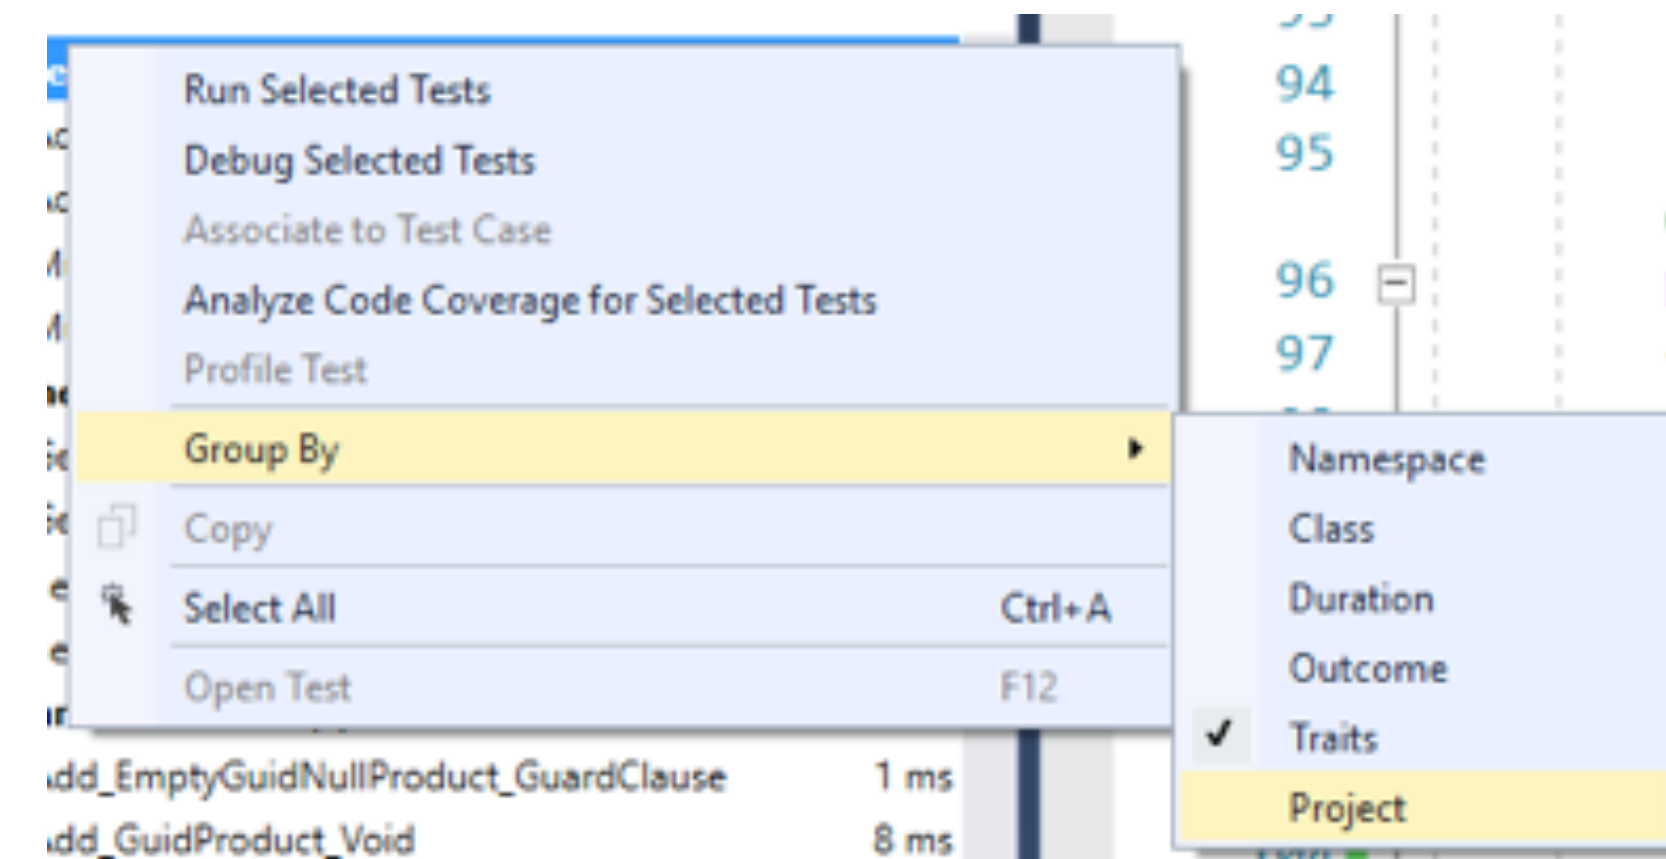 Run Selected Tests
Debug Selected Tests
Associate to Test Case
Analyze Code Coverage for Selected Tests
Profile Test
Group By
Copy
Select All Ctrl+A
Open Test F12
94
95
96
97
Namespace
Class
Duration
Outcome
Traits
Project
dd_EmptyGuidNullProduct_GuardClause 1 ms
dd_GuidProduct_Void 8 ms